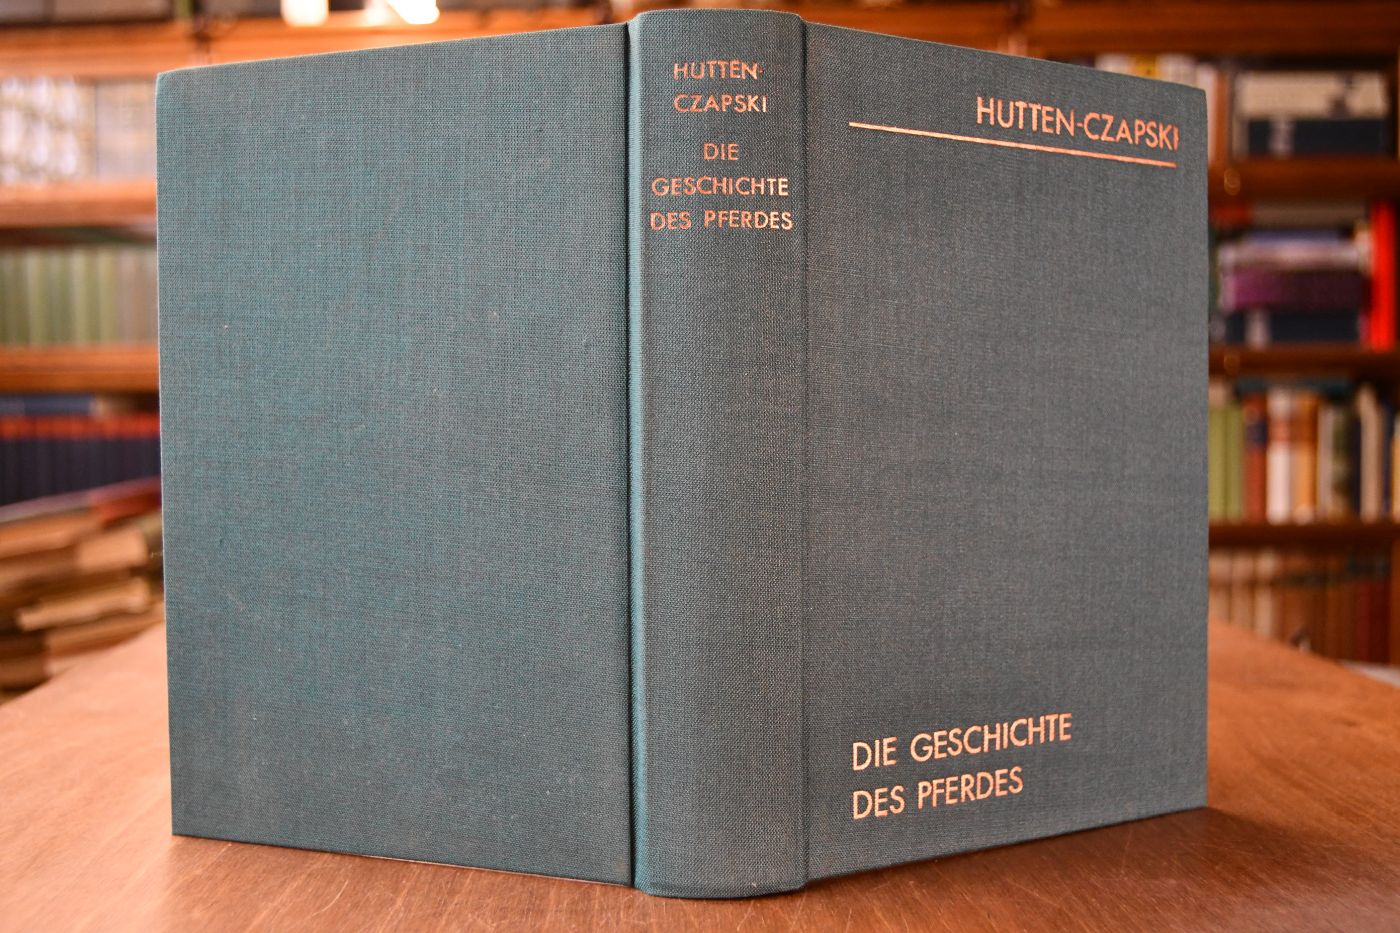 HUTTEN-
CZAPSKI
DIE
GESCHICHTE
DES PFERDES
HUTTEN-CZAPSKI
DIE GESCHICHTE
DES PFERDES